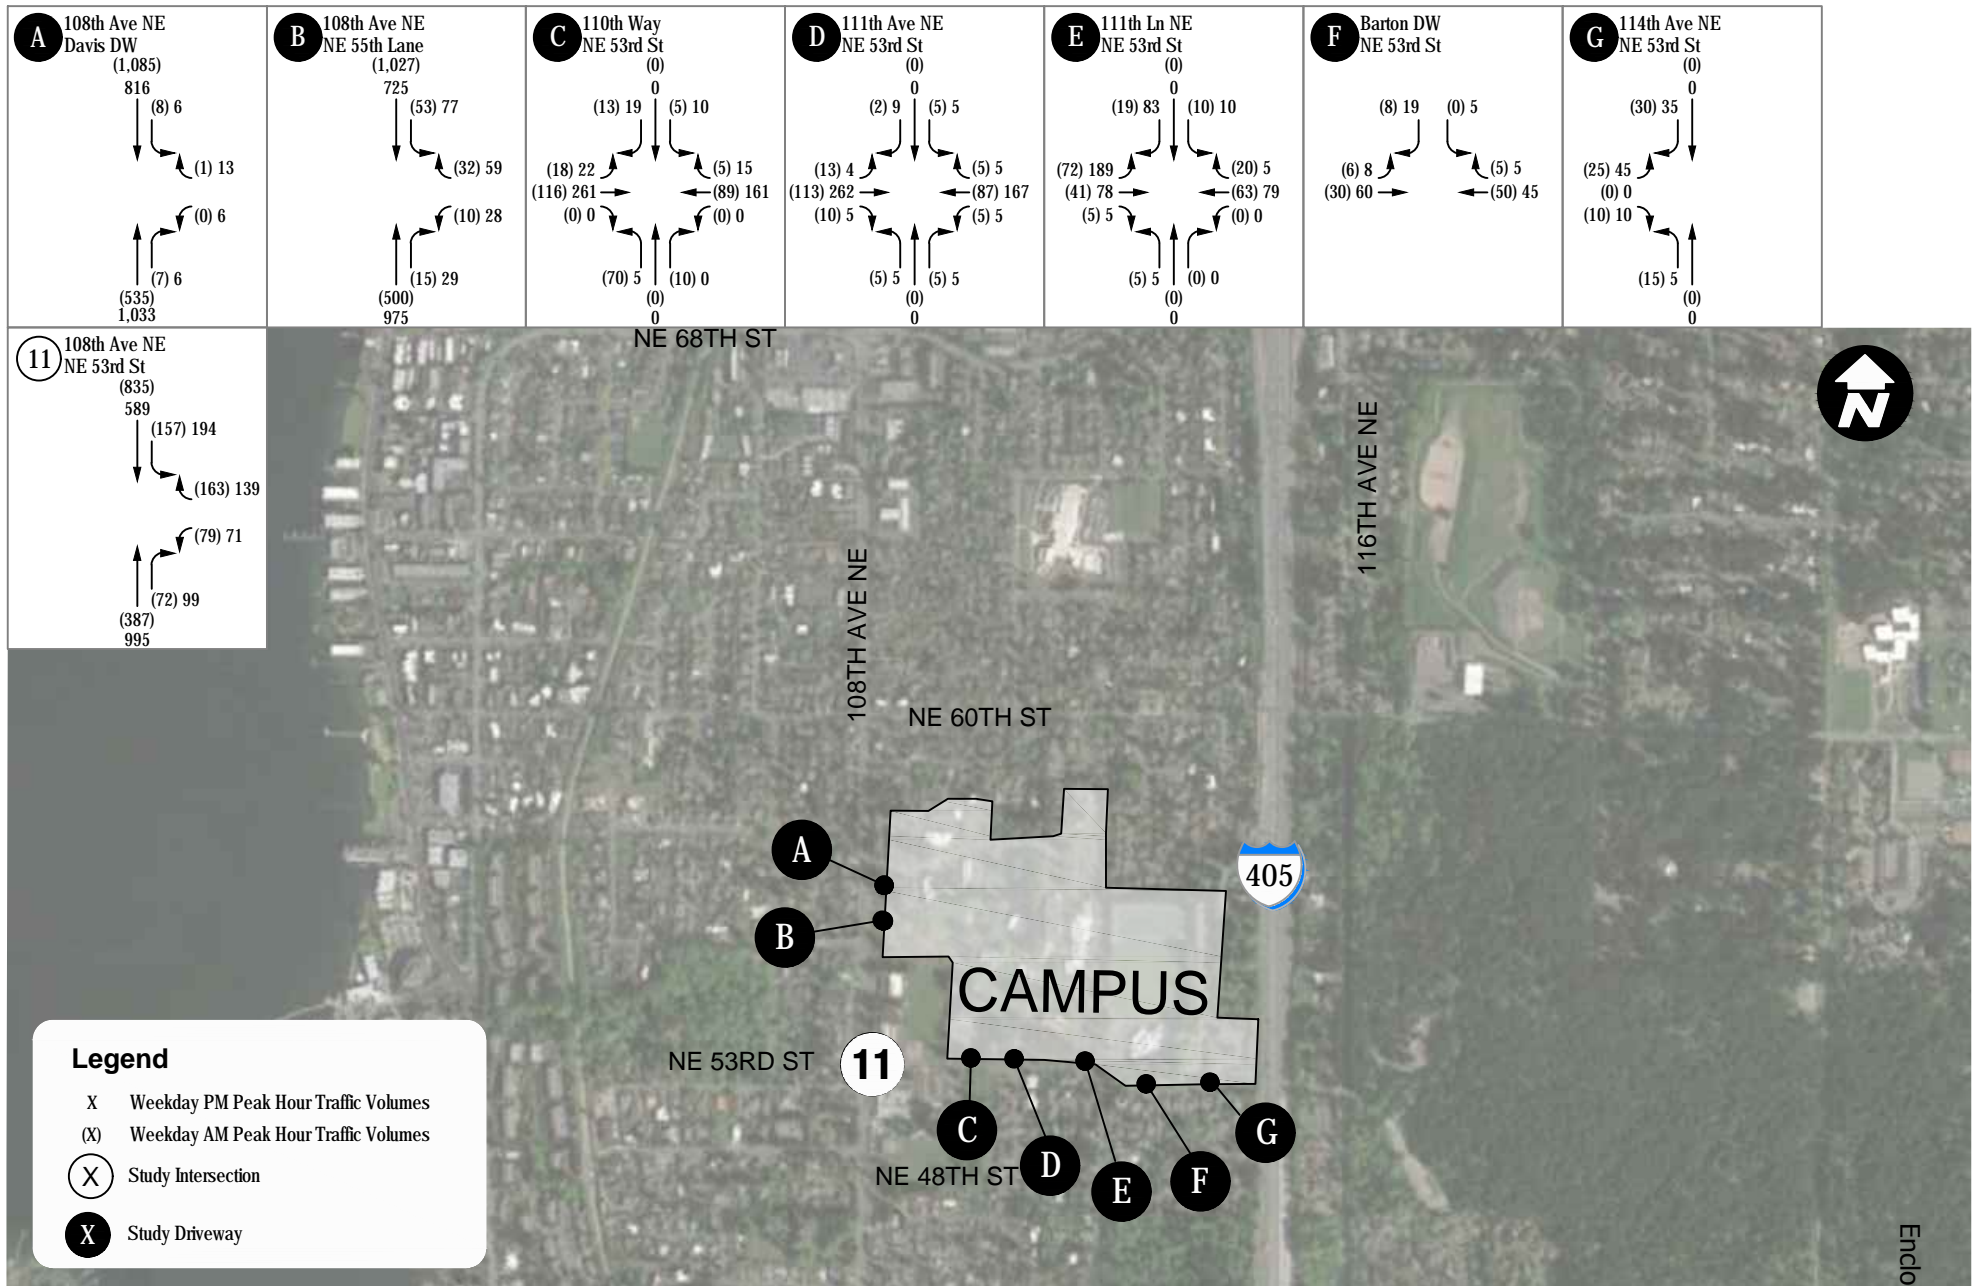 A
108th Ave NE
Davis DW
(1,085)
816
(8) 6
(1) 13
(0) 6
(7) 6
(535)
1,033
B
108th Ave NE
NE 55th Lane
(1,027)
725
(53) 77
(32) 59
(10) 28
(15) 29
(500)
975
C
110th Way
NE 53rd St
(0)
0
(13) 19 (5) 10
(18) 22 (5) 15
(116) 261 (89) 161
(0) 0 (0) 0
(70) 5 (10) 0
(0)
0
D
111th Ave NE
NE 53rd St
(0)
0
(2) 9 (5) 5
(13) 4 (5) 5
(113) 262 (87) 167
(10) 5 (5) 5
(5) 5 (5) 5
(0)
0
E
111th Ln NE
NE 53rd St
(0)
0
(19) 83 (10) 10
(72) 189 (20) 5
(41) 78 (63) 79
(5) 5 (0) 0
(5) 5 (0) 0
(0)
0
F
Barton DW
NE 53rd St
(8) 19 (0) 5
(6) 8 (5) 5
(30) 60 (50) 45
G
114th Ave NE
NE 53rd St
(0)
0
(30) 35
(25) 45
(0) 0
(10) 10
(15) 5
(0)
0
11
108th Ave NE
NE 53rd St
(835)
589
(157) 194
(163) 139
(79) 71
(72) 99
(387)
995
NE 68TH ST
N
116TH AVE NE
108TH AVE NE
NE 60TH ST
A
405
B
CAMPUS
NE 53RD ST
11
C
D
E
F
G
NE 48TH ST
Legend
X Weekday PM Peak Hour Traffic Volumes
(X) Weekday AM Peak Hour Traffic Volumes
X Study Intersection
X Study Driveway
Enclo